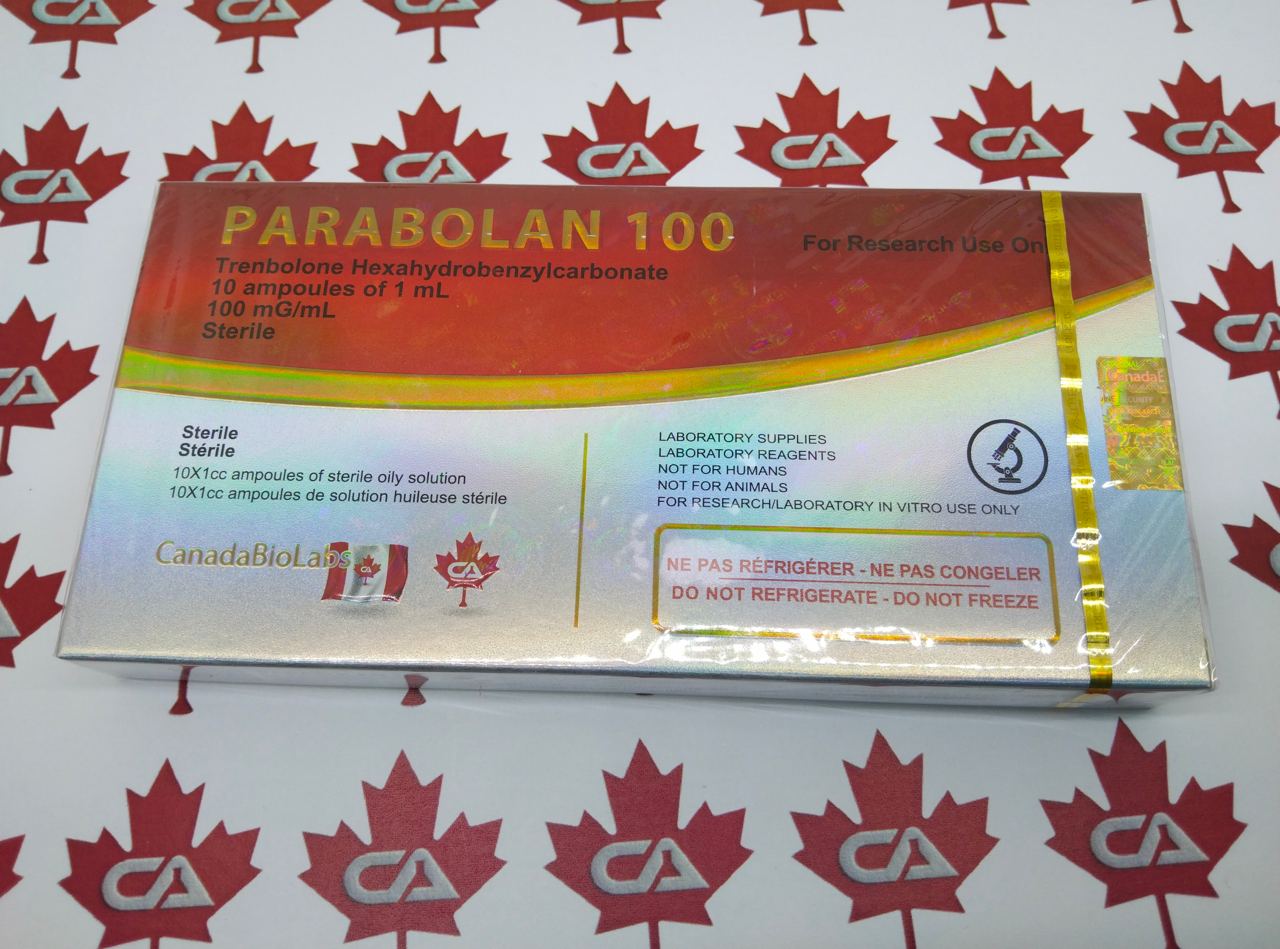 PARABOLAN 100
Trenbolone Hexahydrobenzylcarbonate
10 ampoules of 1 mL
100 mG/mL
Sterile
For Research Use On
Sterile
Stérile
10X1cc ampoules of sterile oily solution
10X1cc ampoules de solution huileuse stérile
CanadaBioLabs
CA
LABORATORY SUPPLIES
LABORATORY REAGENTS
NOT FOR HUMANS
NOT FOR ANIMALS
FOR RESEARCH/LABORATORY IN VITRO USE ONLY
NE PAS RÉFRIGÉRER - NE PAS CONGELER
DO NOT REFRIGERATE - DO NOT FREEZE
CanadaB